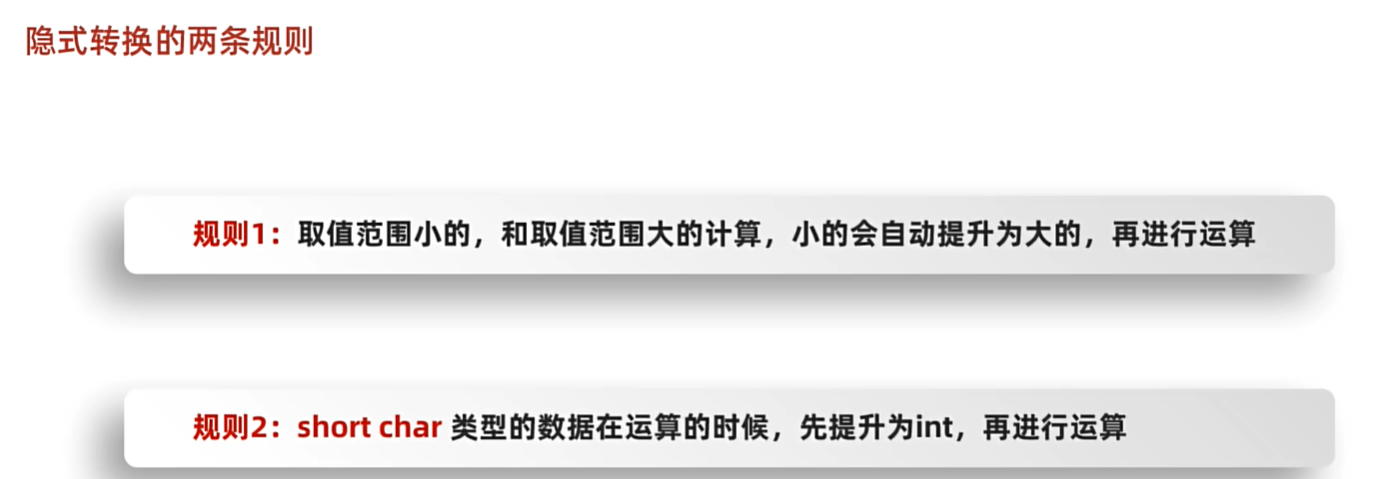 隐式转换的两条规则
规则1：取值范围小的，和取值范围大的计算，小的会自动提升为大的，再进行运算
规则2：short char 类型的数据在运算的时候，先提升为int，再进行运算